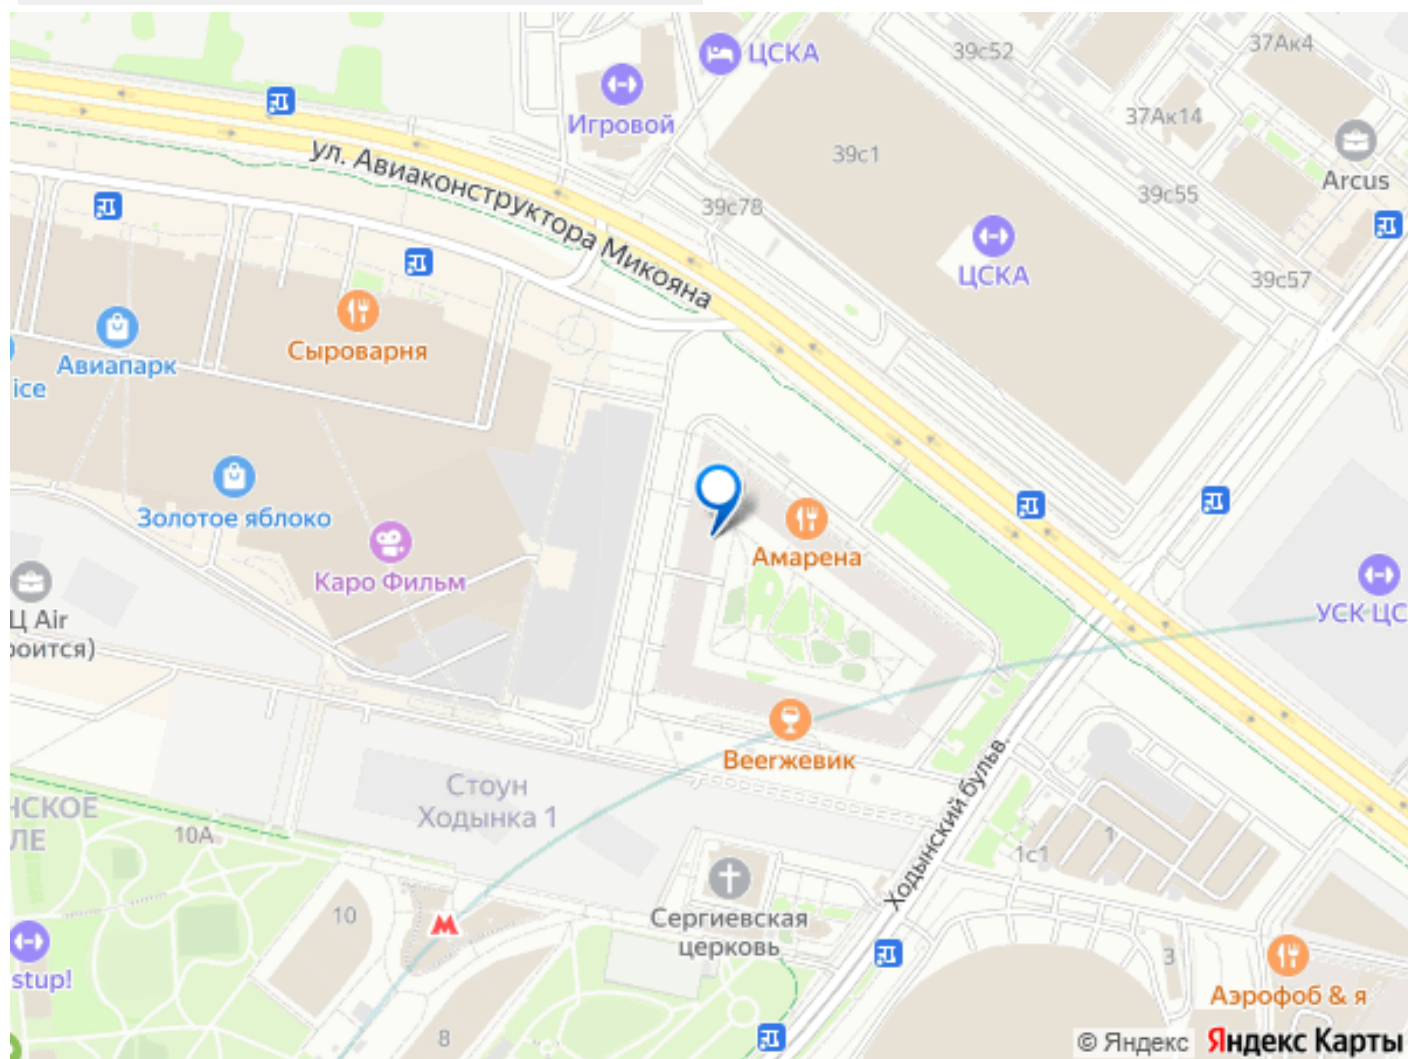 ЦСКА
39с52
37Ак4
Игровой
37Ак14
39с1
Arcus
ул. Авиаконструктора Микояна
39с78
39с55
ЦСКА
39с57
Сыроварня
Авиапарк
ice
Золотое яблоко
Амарена
Каро Фильм
Ц Air
роится)
УСК ЦС
Beerжевик
Стоун
Ходынка 1
Ходынский бульв.
НСКОЕ
ЛЕ
10А
1с1
1
10
Сергиевская
церковь
stup!
3
Аэрофоб & я
8
© Яндекс Яндекс Карты